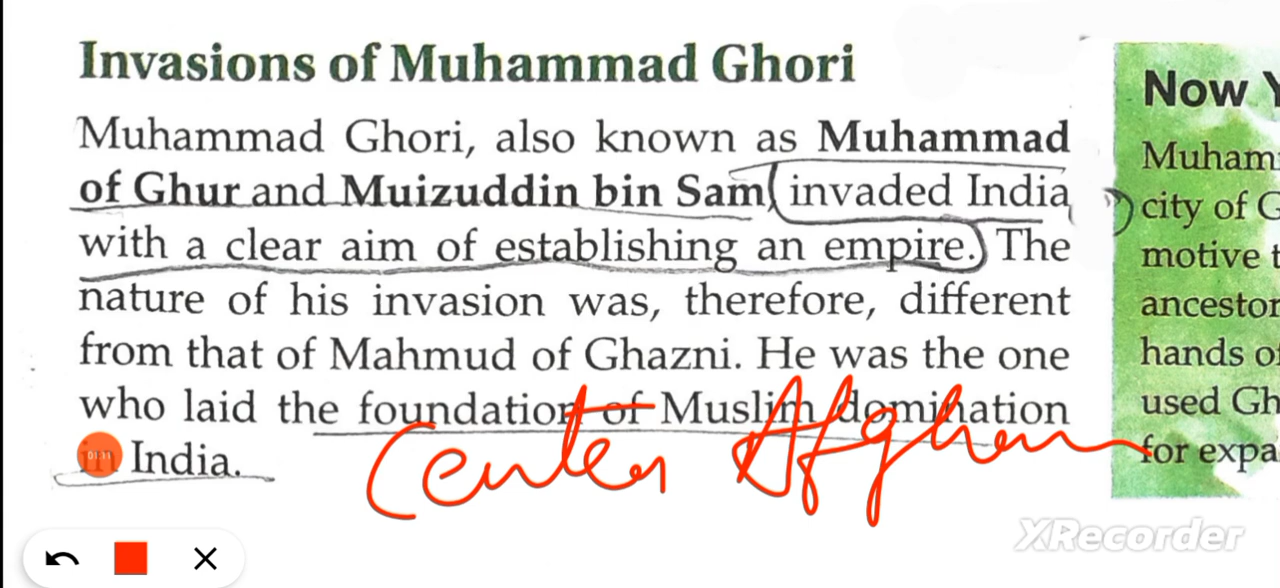 Invasions of Muhammad Ghori
Muhammad Ghori, also known as Muhammad
of Ghur and Muizuddin bin Sam, invaded India
with a clear aim of establishing an empire. The
nature of his invasion was, therefore, different
from that of Mahmud of Ghazni. He was the one
who laid the foundation of Muslim domination
in India.
Center Afghan
01:11
Now Y
Muham
city of G
motive t
ancestor
hands of
used Gh
for expa
XRecorder